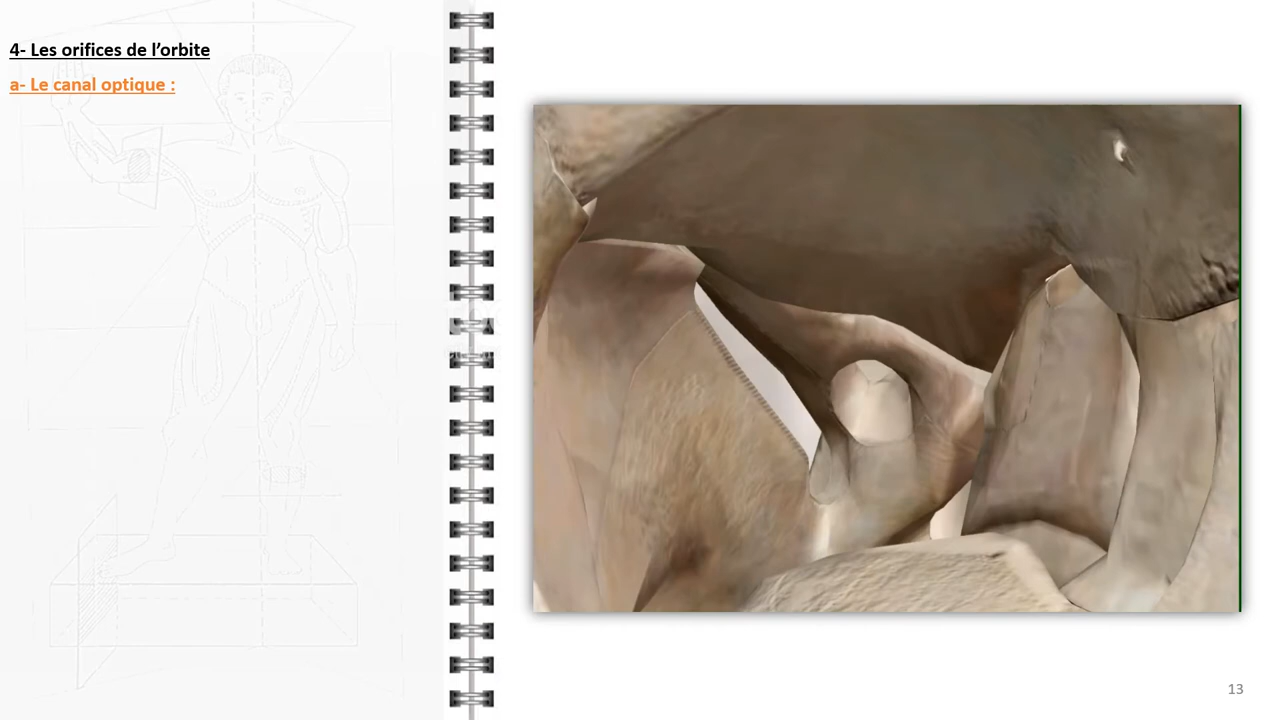 4- Les orifices de l’orbite
a- Le canal optique :
13